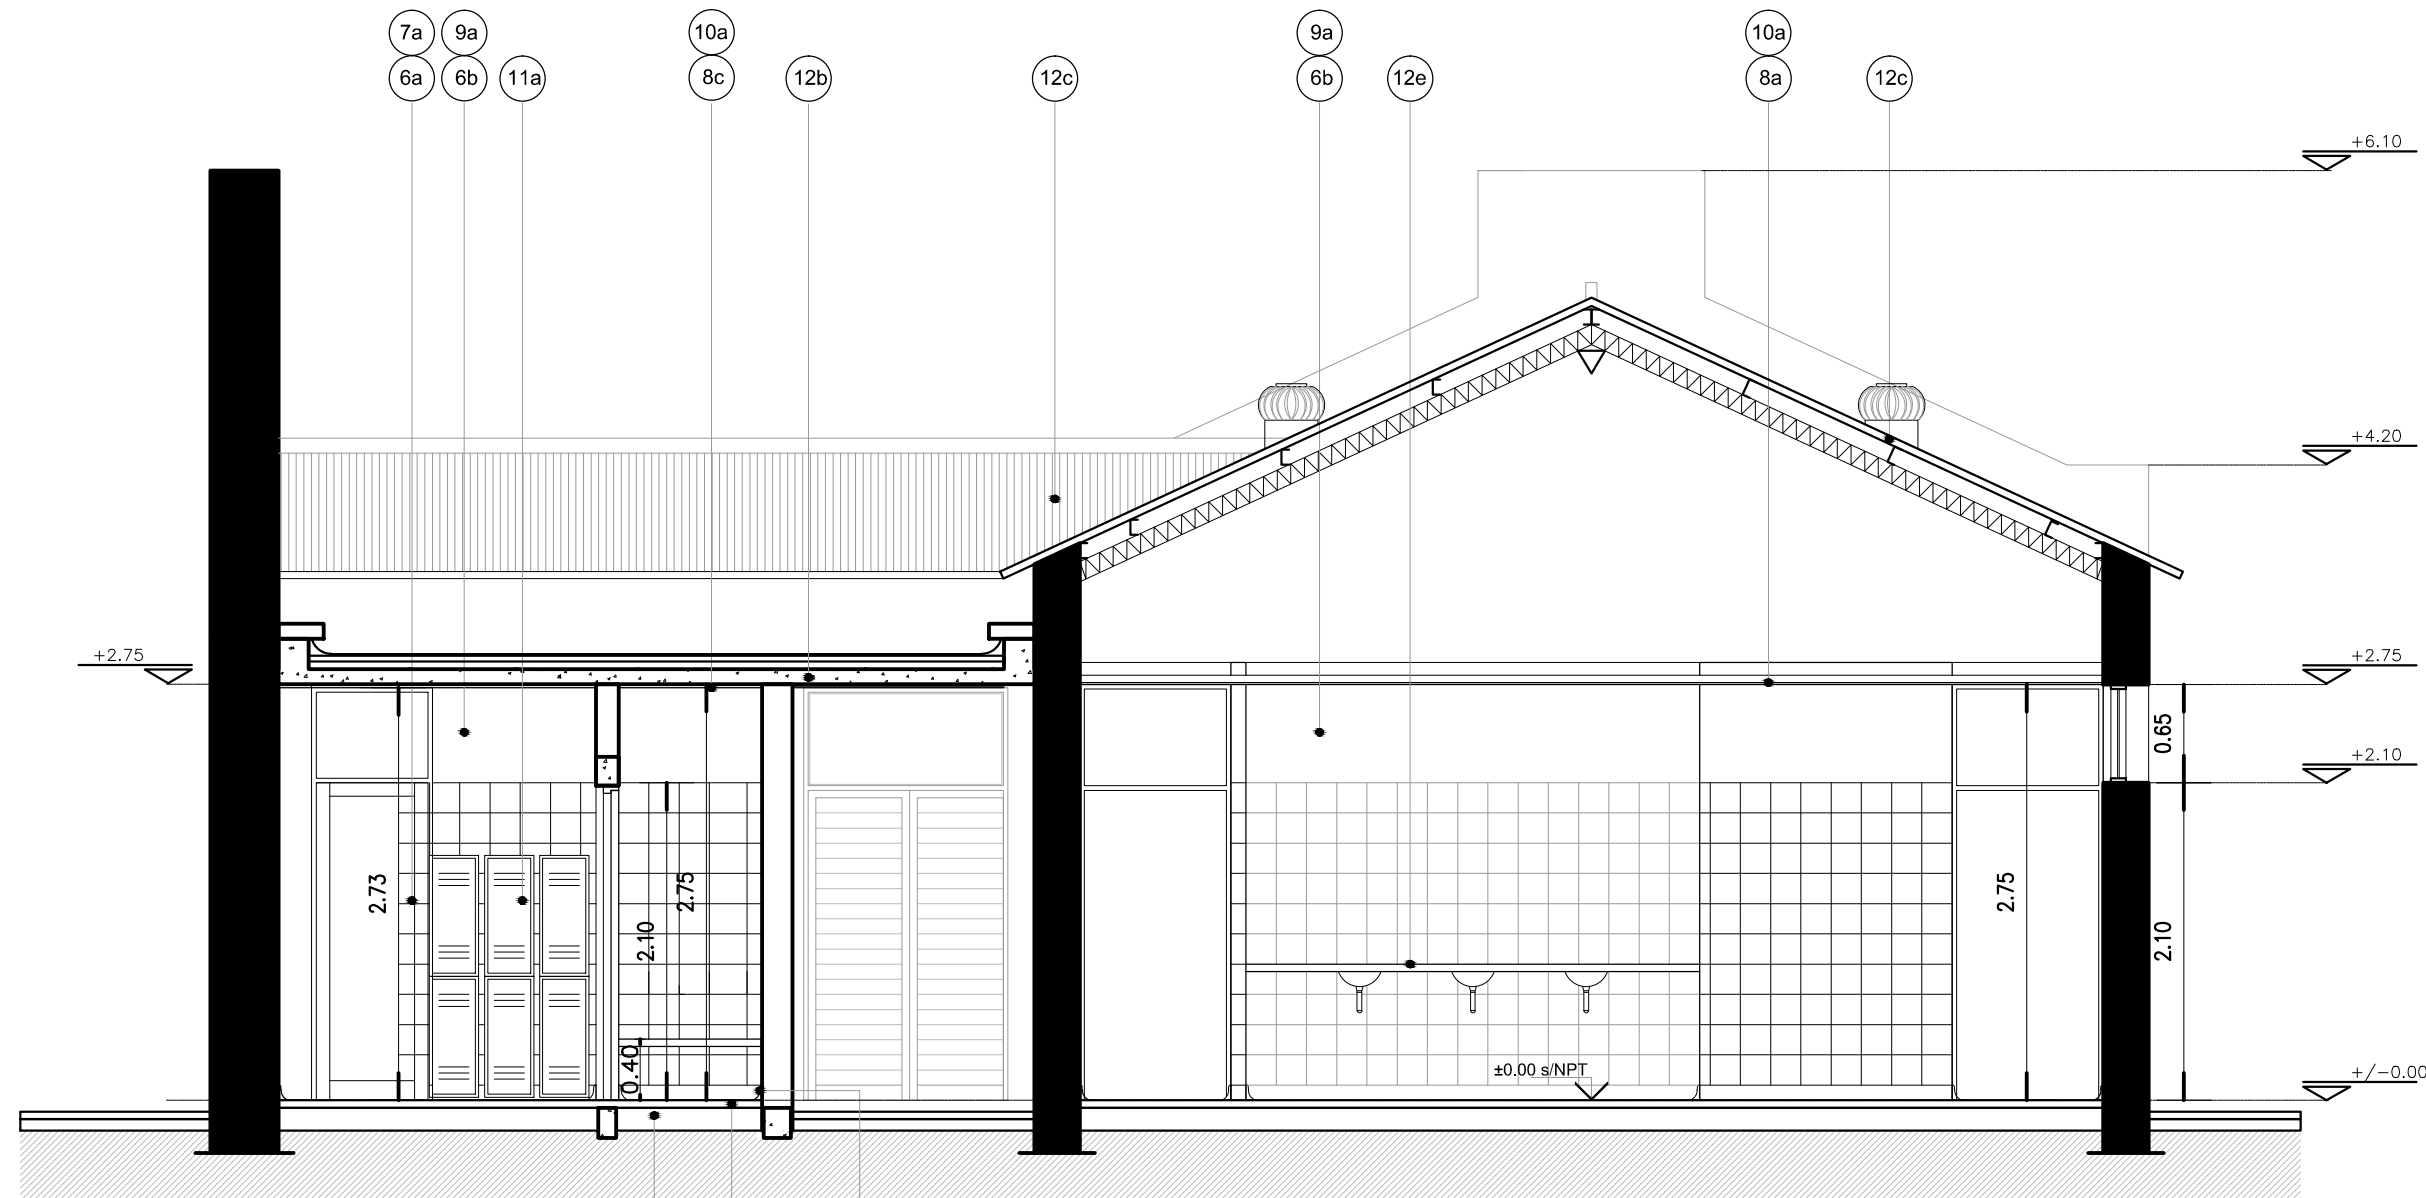 7a 9a 10a 9a 10a
6a 6b 11a 8c 12b 12c 6b 12e 8a 12c
+6.10
+4.20
+2.75 +2.75
0.65
+2.10
2.73 2.75 2.75
2.10 2.10
0.40 ±0.00 s/NPT +/-0.00